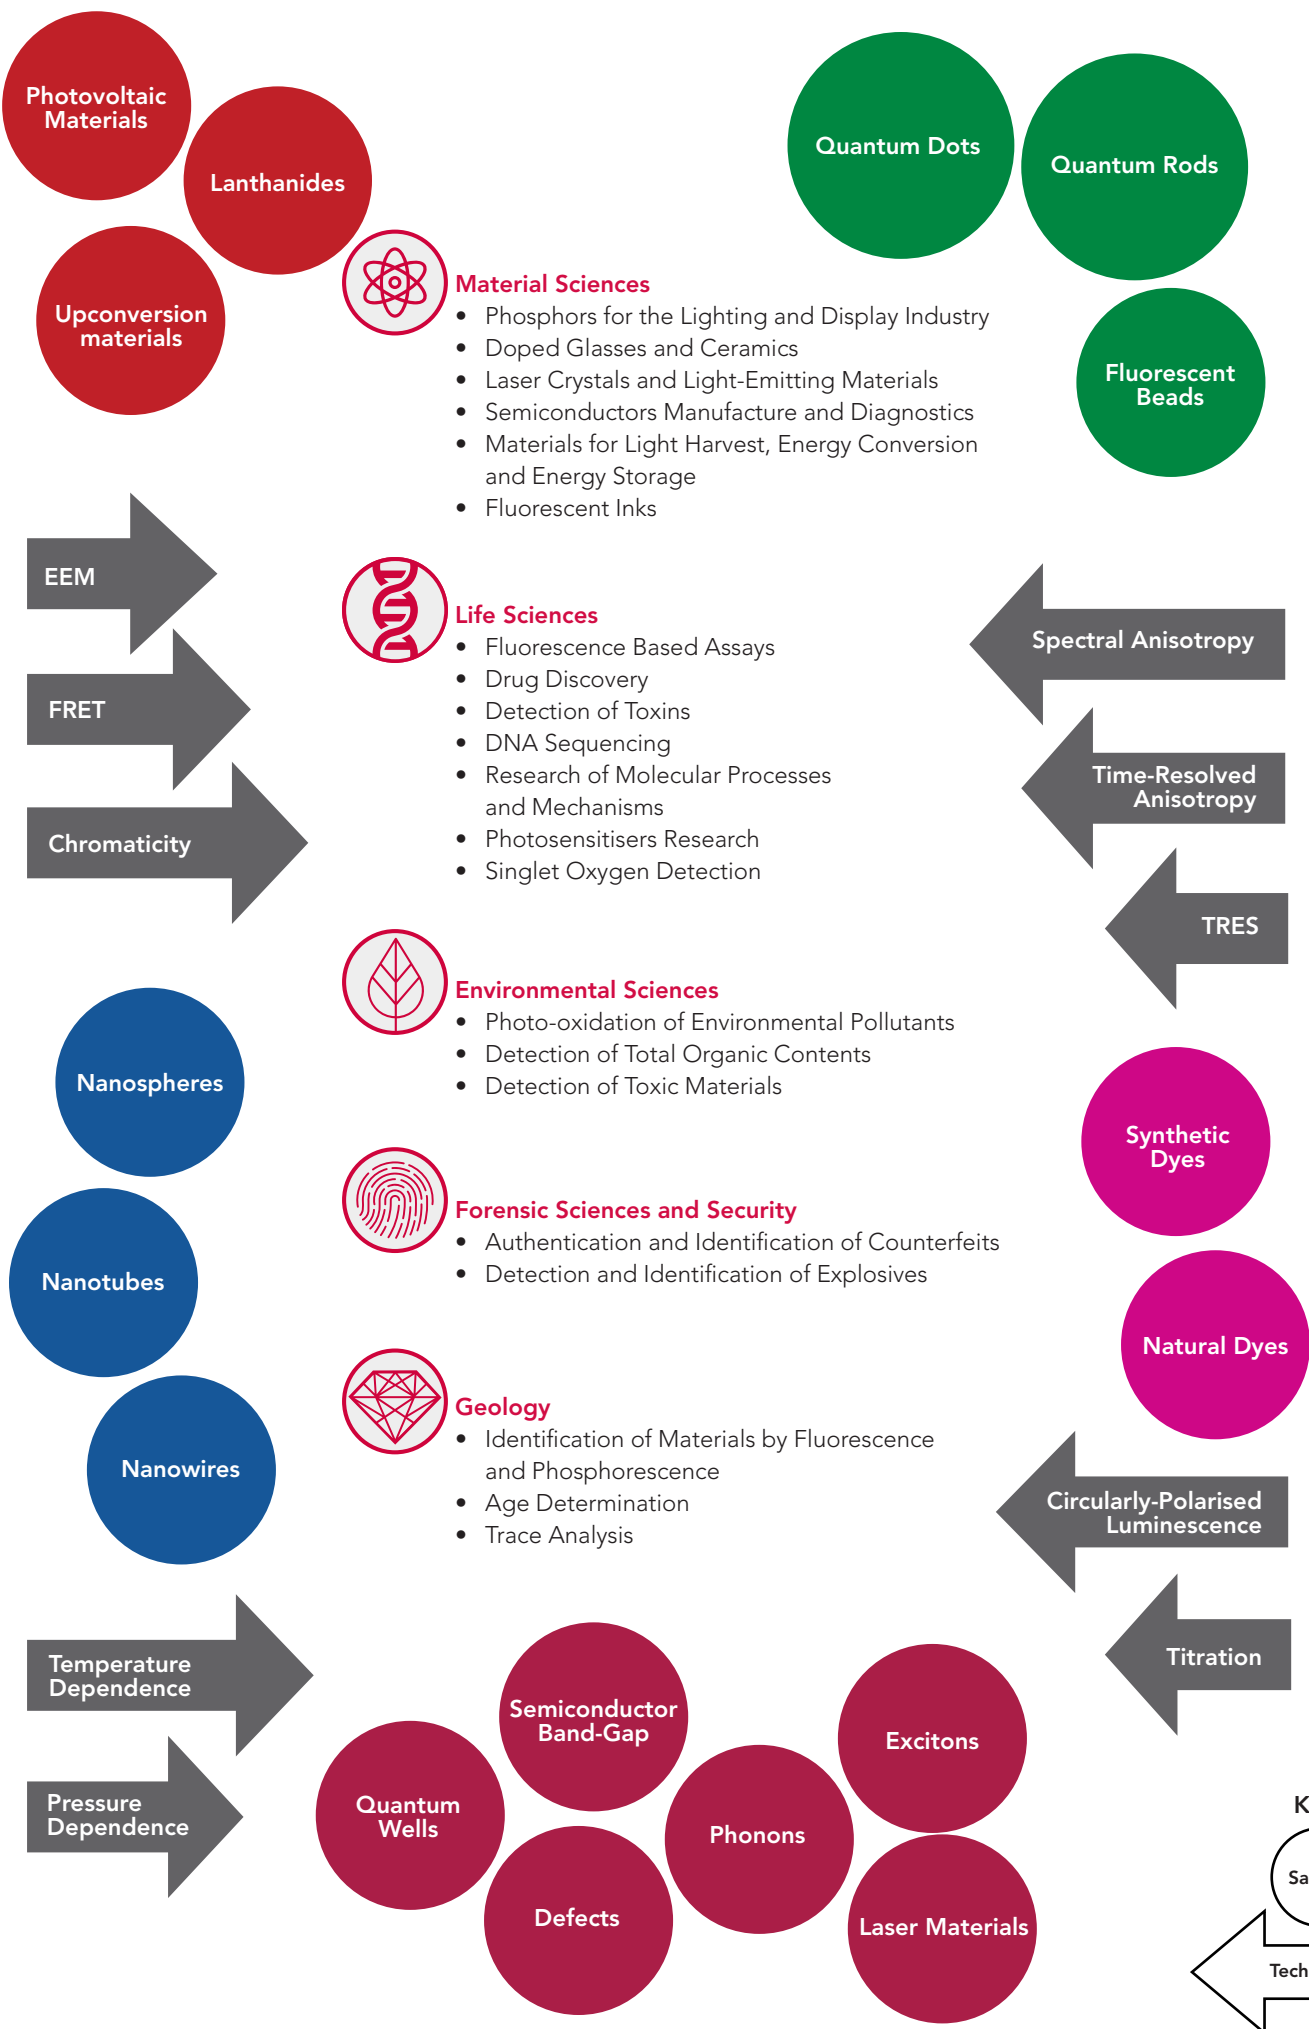 Photovoltaic
Materials
Lanthanides
Upconversion
materials
Quantum Dots
Quantum Rods
Fluorescent
Beads
Material Sciences
• Phosphors for the Lighting and Display Industry
• Doped Glasses and Ceramics
• Laser Crystals and Light-Emitting Materials
• Semiconductors Manufacture and Diagnostics
• Materials for Light Harvest, Energy Conversion
and Energy Storage
• Fluorescent Inks
EEM
FRET
Chromaticity
Life Sciences
• Fluorescence Based Assays
• Drug Discovery
• Detection of Toxins
• DNA Sequencing
• Research of Molecular Processes
and Mechanisms
• Photosensitisers Research
• Singlet Oxygen Detection
Spectral Anisotropy
Time-Resolved
Anisotropy
TRES
Environmental Sciences
• Photo-oxidation of Environmental Pollutants
• Detection of Total Organic Contents
• Detection of Toxic Materials
Nanospheres
Nanotubes
Nanowires
Synthetic
Dyes
Natural Dyes
Forensic Sciences and Security
• Authentication and Identification of Counterfeits
• Detection and Identification of Explosives
Geology
• Identification of Materials by Fluorescence
and Phosphorescence
• Age Determination
• Trace Analysis
Circularly-Polarised
Luminescence
Titration
Temperature
Dependence
Pressure
Dependence
Semiconductor
Band-Gap
Excitons
Quantum
Wells
Phonons
Defects
Laser Materials